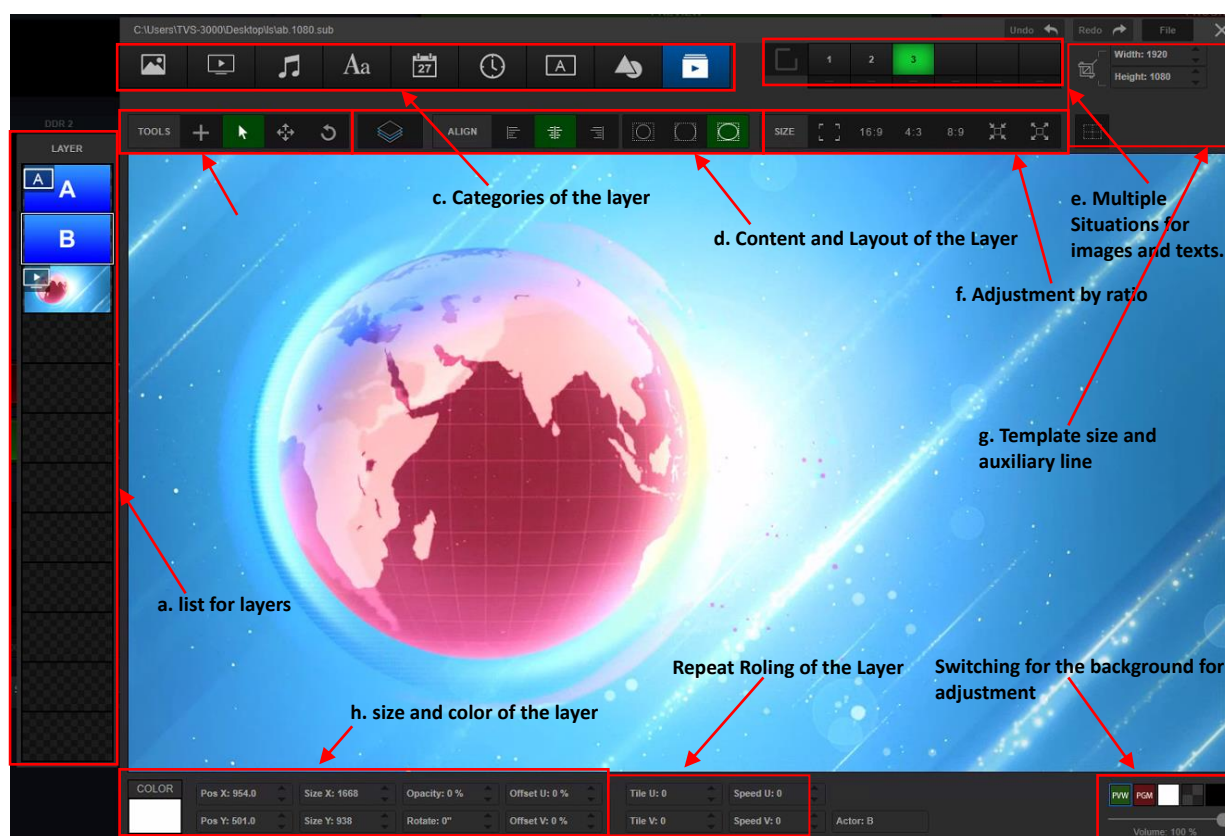 C:\Users\TVS-3000\Desktop\ls\ab.1080.sub
Undo
Redo
File
Aa
27
A
1
2
3
Width: 1920
Height: 1080
DDR 2
LAYER
TOOLS
ALIGN
SIZE
16:9
4:3
8:9
A
A
B
c. Categories of the layer
d. Content and Layout of the Layer
e. Multiple
Situations for
images and texts.
f. Adjustment by ratio
g. Template size and
auxiliary line
a. list for layers
Repeat Roling of the Layer
Switching for the background for
adjustment
h. size and color of the layer
COLOR
Pos X: 954.0
Size X: 1668
Opacity: 0 %
Offset U: 0 %
Tile U: 0
Speed U: 0
PVW
PGM
Pos Y: 501.0
Size Y: 938
Rotate: 0"
Offset V: 0 %
Tile V: 0
Speed V: 0
Actor: B
Volume: 100 %